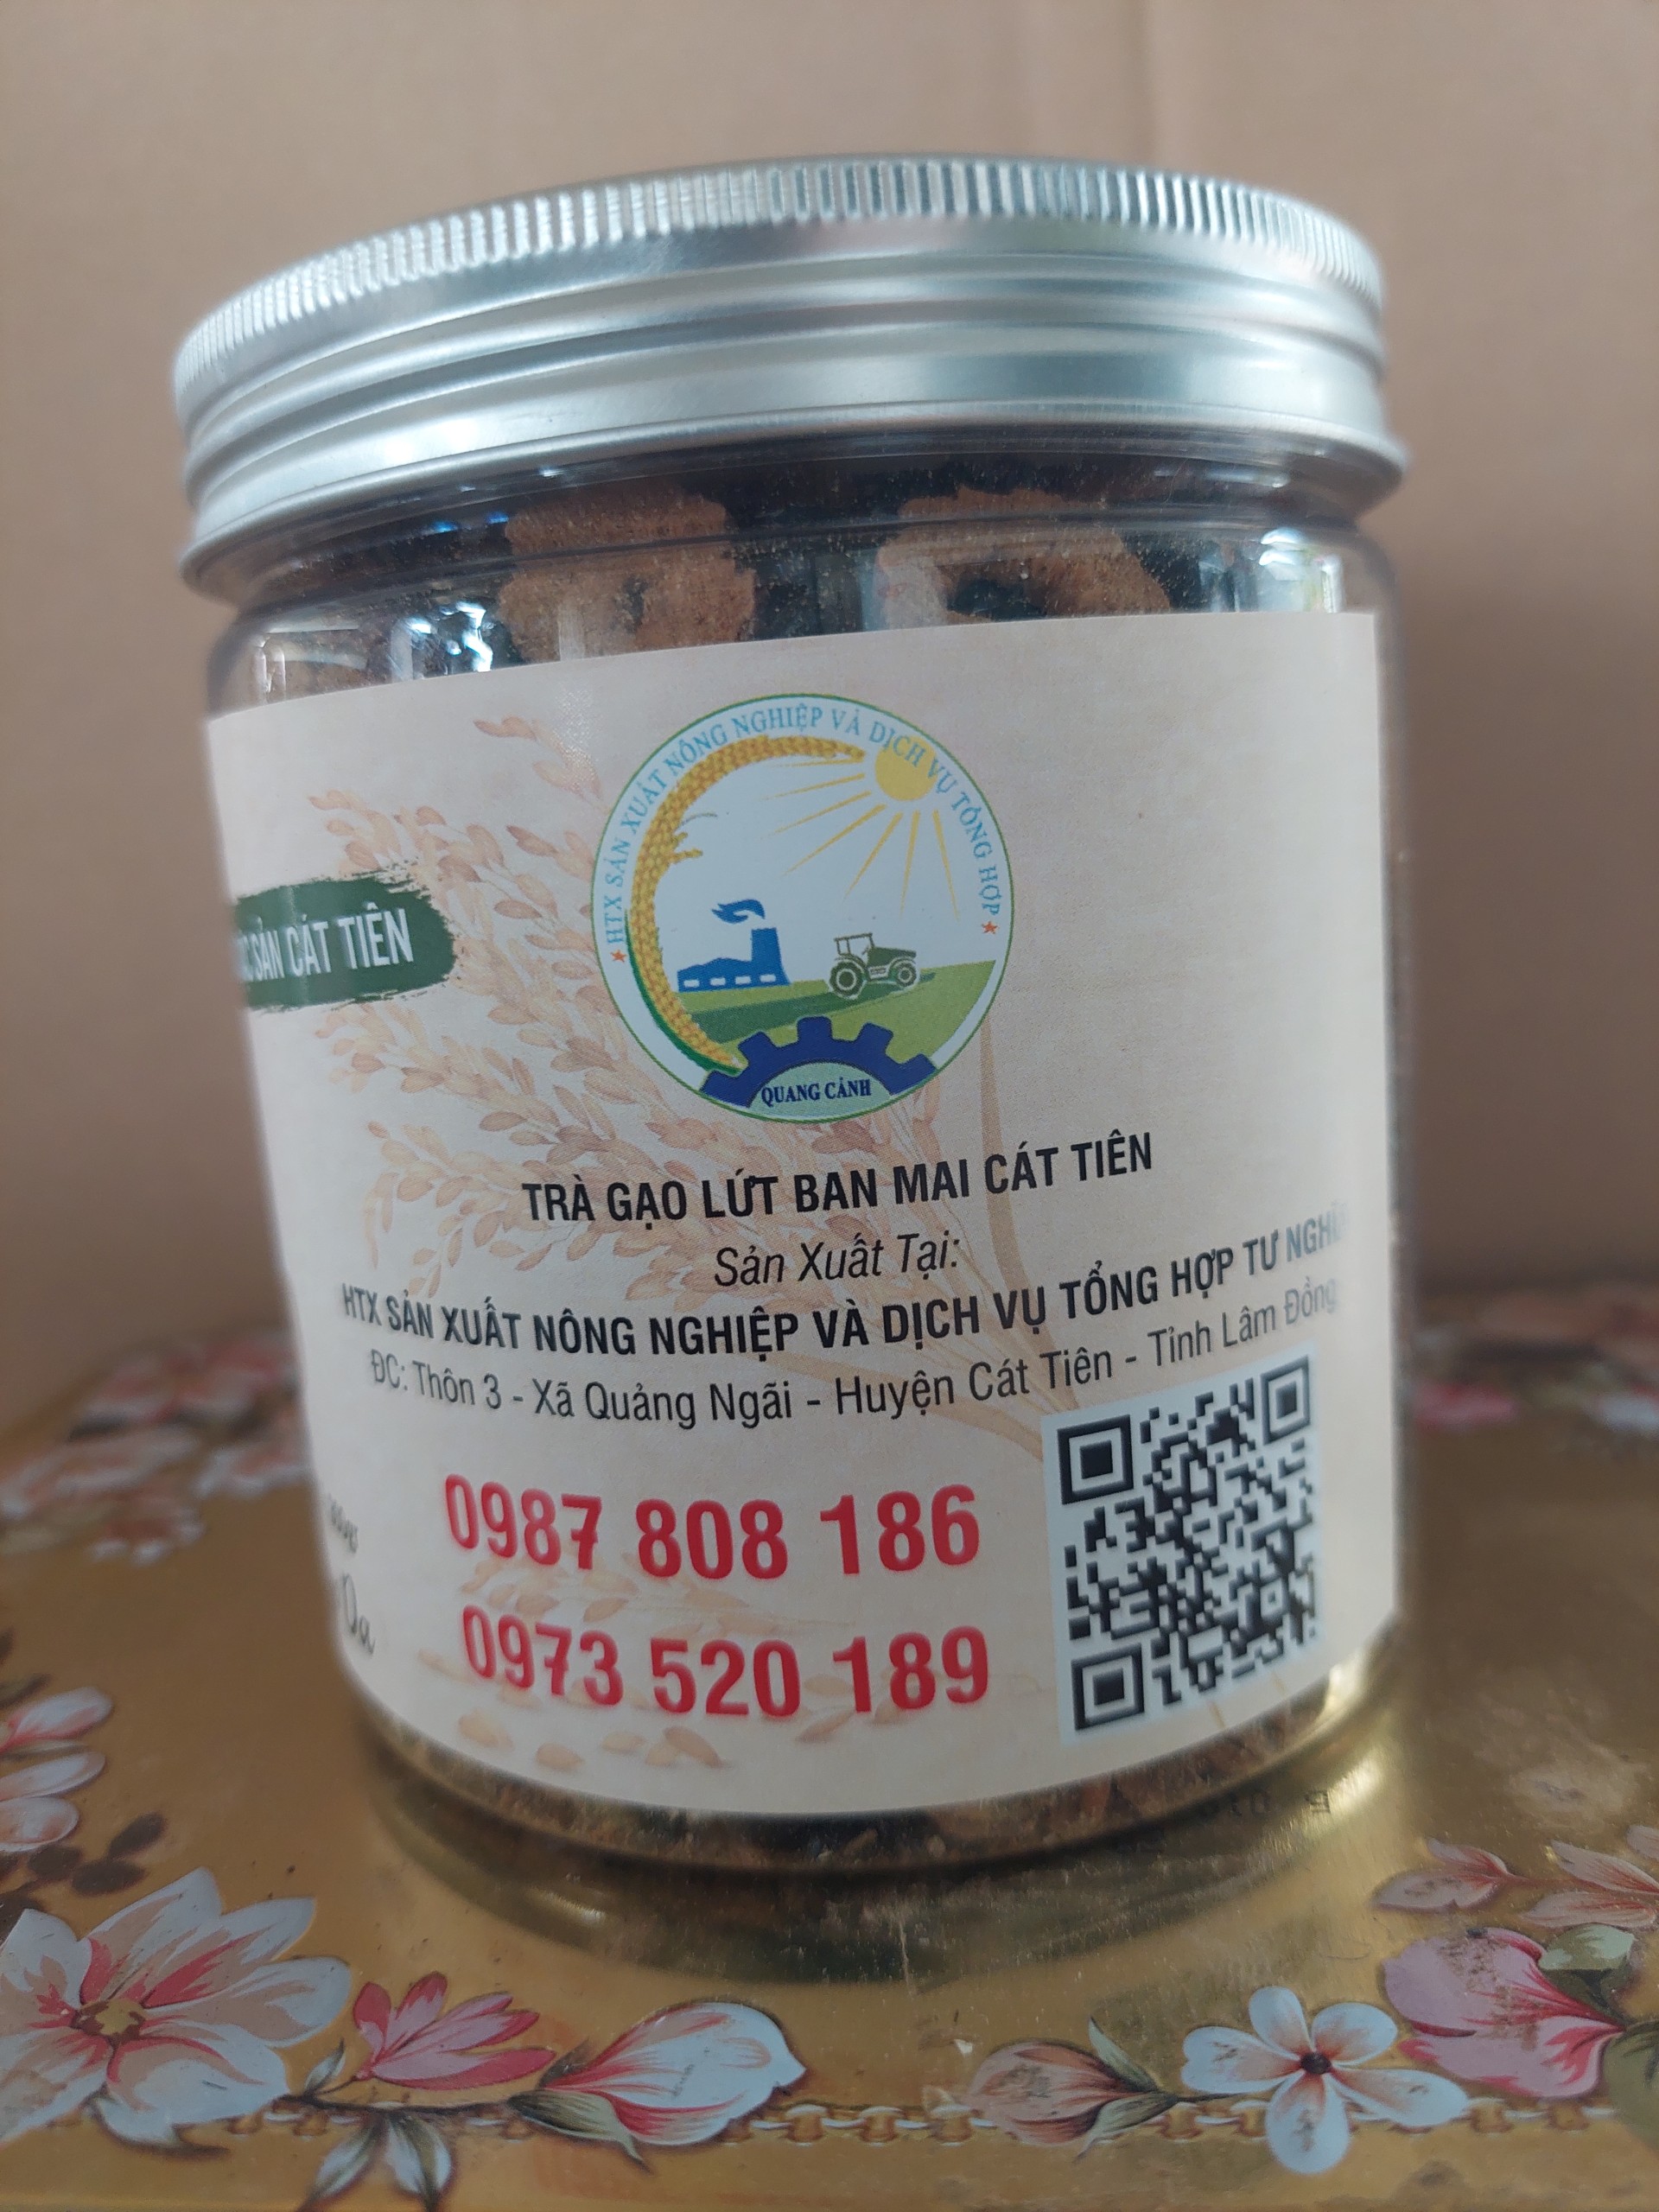 HTX SẢN XUẤT NÔNG NGHIỆP VÀ DỊCH VỤ TỔNG HỢP
QUANG CẢNH
SẢN CÁT TIÊN
TRÀ GẠO LỨT BAN MAI CÁT TIÊN
Sản Xuất Tại:
HTX SẢN XUẤT NÔNG NGHIỆP VÀ DỊCH VỤ TỔNG HỢP TƯ NGHĨA
ĐC: Thôn 3 - Xã Quảng Ngãi - Huyện Cát Tiên - Tỉnh Lâm Đồng
0987 808 186
0973 520 189